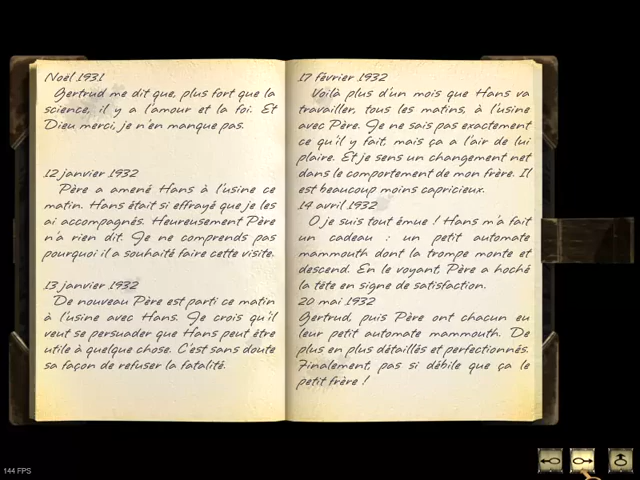 Noël 1931
Gertrud me dit que, plus fort que la
science, il y a l'amour et la foi. Et
Dieu merci, je n'en manque pas.
12 janvier 1932
Père a amené Hans à l'usine ce
matin. Hans était si effrayé que je les
ai accompagnés. Heureusement Père
n'a rien dit. Je ne comprends pas
pourquoi il a souhaité faire cette visite.
13 janvier 1932
De nouveau Père est parti ce matin
à l'usine avec Hans. Je crois qu'il
veut se persuader que Hans peut être
utile à quelque chose. C'est sans doute
sa façon de refuser la fatalité.
17 février 1932
Voilà plus d'un mois que Hans va
travailler, tous les matins, à l'usine
avec Père. Je ne sais pas exactement
ce qu'il y fait, mais ça a l'air de lui
plaire. Et je sens un changement net
dans le comportement de mon frère. Il
est beaucoup moins capricieux.
14 avril 1932
O je suis tout émue ! Hans m'a fait
un cadeau : un petit automate
mammouth dont la trompe monte et
descend. En le voyant, Père a hoché
la tête en signe de satisfaction.
20 mai 1932
Gertrud, puis Père ont chacun eu
leur petit automate mammouth. De
plus en plus détaillés et perfectionnés.
Finalement, pas si débile que ça le
petit frère !
144 FPS